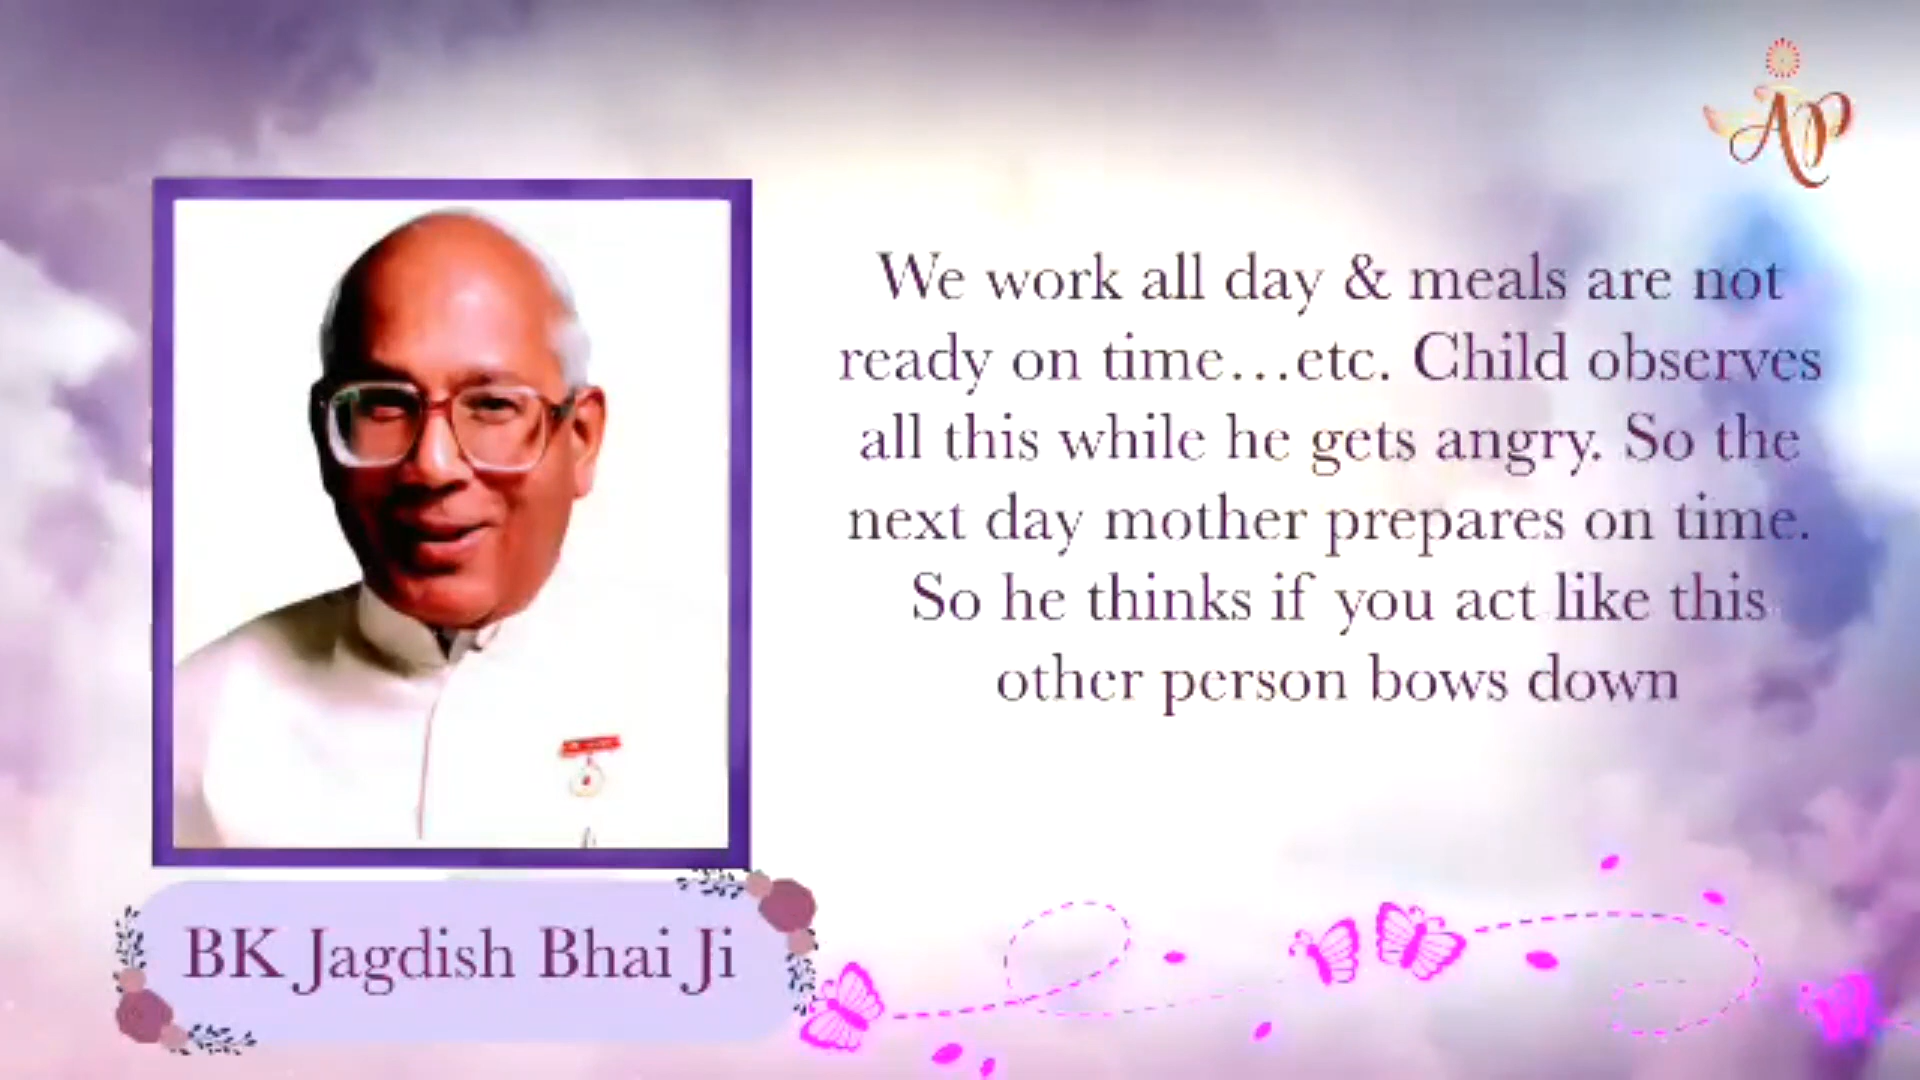 AP
We work all day & meals are not
ready on time...etc. Child observes
all this while he gets angry. So the
next day mother prepares on time.
So he thinks if you act like this
other person bows down
BK Jagdish Bhai Ji